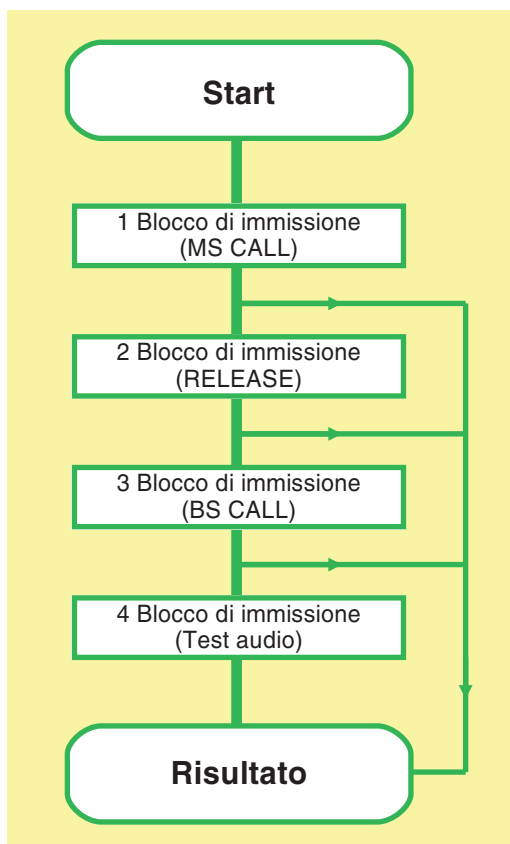 Start
1 Blocco di immissione
(MS CALL)
2 Blocco di immissione
(RELEASE)
3 Blocco di immissione
(BS CALL)
4 Blocco di immissione
(Test audio)
Risultato